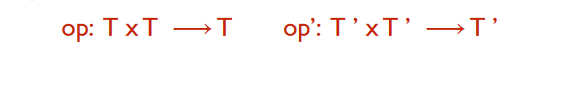 op: T x T ⟶ T op’: T ’ x T ’ ⟶ T ’